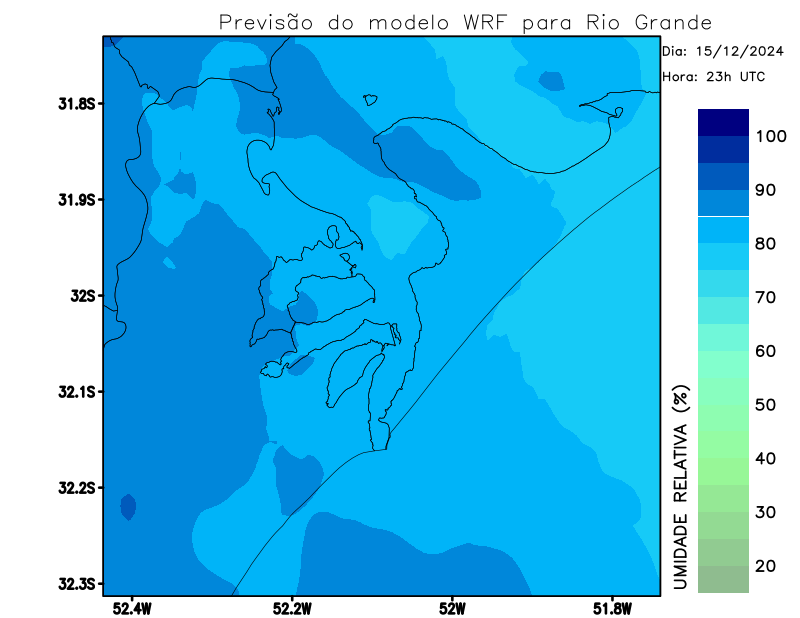 Previsão do modelo WRF para Rio Grande
Dia: 15/12/2024
Hora: 23h UTC
31.8S
31.9S
32S
32.1S
32.2S
32.3S
52.4W
52.2W
52W
51.8W
100
90
80
70
60
50
40
30
20
UMIDADE RELATIVA (%)